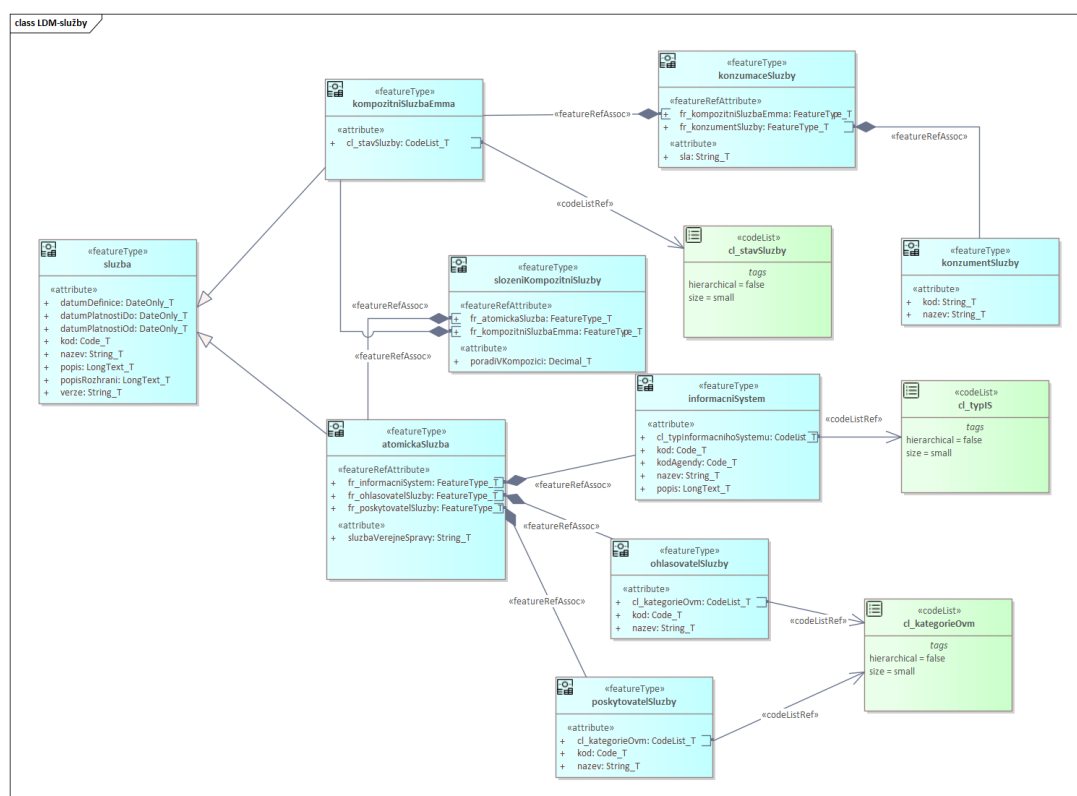 class LDM-služby
«featureType»
kompozitniSluzbaEmma
«attribute»
+ cl_stavSluzby: CodeList_T
«featureType»
konzumaceSluzby
«featureRefAttribute»
+ fr_kompozitniSluzbaEmma: FeatureType_T
+ fr_konzumentSluzby: FeatureType_T
«attribute»
+ sla: String_T
«featureRefAssoc»
«featureRefAssoc»
«codeListRef»
«featureType»
sluzba
«attribute»
+ datumDefinice: DateOnly_T
+ datumPlatnostiDo: DateOnly_T
+ datumPlatnostiOd: DateOnly_T
+ kod: Code_T
+ nazev: String_T
+ popis: LongText_T
+ popisRozhrani: LongText_T
+ verze: String_T
«featureType»
slozeniKompozitniSluzby
«featureRefAttribute»
+ fr_atomickaSluzba: FeatureType_T
+ fr_kompozitniSluzbaEmma: FeatureType_T
«attribute»
+ poradiVKompozici: Decimal_T
«featureRefAssoc»
«featureRefAssoc»
«codeList»
cl_stavSluzby
tags
hierarchical = false
size = small
«featureType»
konzumentSluzby
«attribute»
+ kod: String_T
+ nazev: String_T
«featureType»
informacniSystem
«attribute»
+ cl_typInformacnihoSystemu: CodeList_T
+ kod: Code_T
+ kodAgendy: Code_T
+ nazev: String_T
+ popis: LongText_T
«codeListRef»
«codeList»
cl_typIS
tags
hierarchical = false
size = small
«featureType»
atomickaSluzba
«featureRefAttribute»
+ fr_informacniSystem: FeatureType_T
+ fr_ohlasovatelSluzby: FeatureType_T
+ fr_poskytovatelSluzby: FeatureType_T
«attribute»
+ sluzbaVerejneSpravy: String_T
«featureRefAssoc»
«featureRefAssoc»
«featureRefAssoc»
«featureType»
ohlasovatelSluzby
«attribute»
+ cl_kategorieOvm: CodeList_T
+ kod: Code_T
+ nazev: String_T
«codeListRef»
«codeList»
cl_kategorieOvm
tags
hierarchical = false
size = small
«featureType»
poskytovatelSluzby
«attribute»
+ cl_kategorieOvm: CodeList_T
+ kod: Code_T
+ nazev: String_T
«codeListRef»